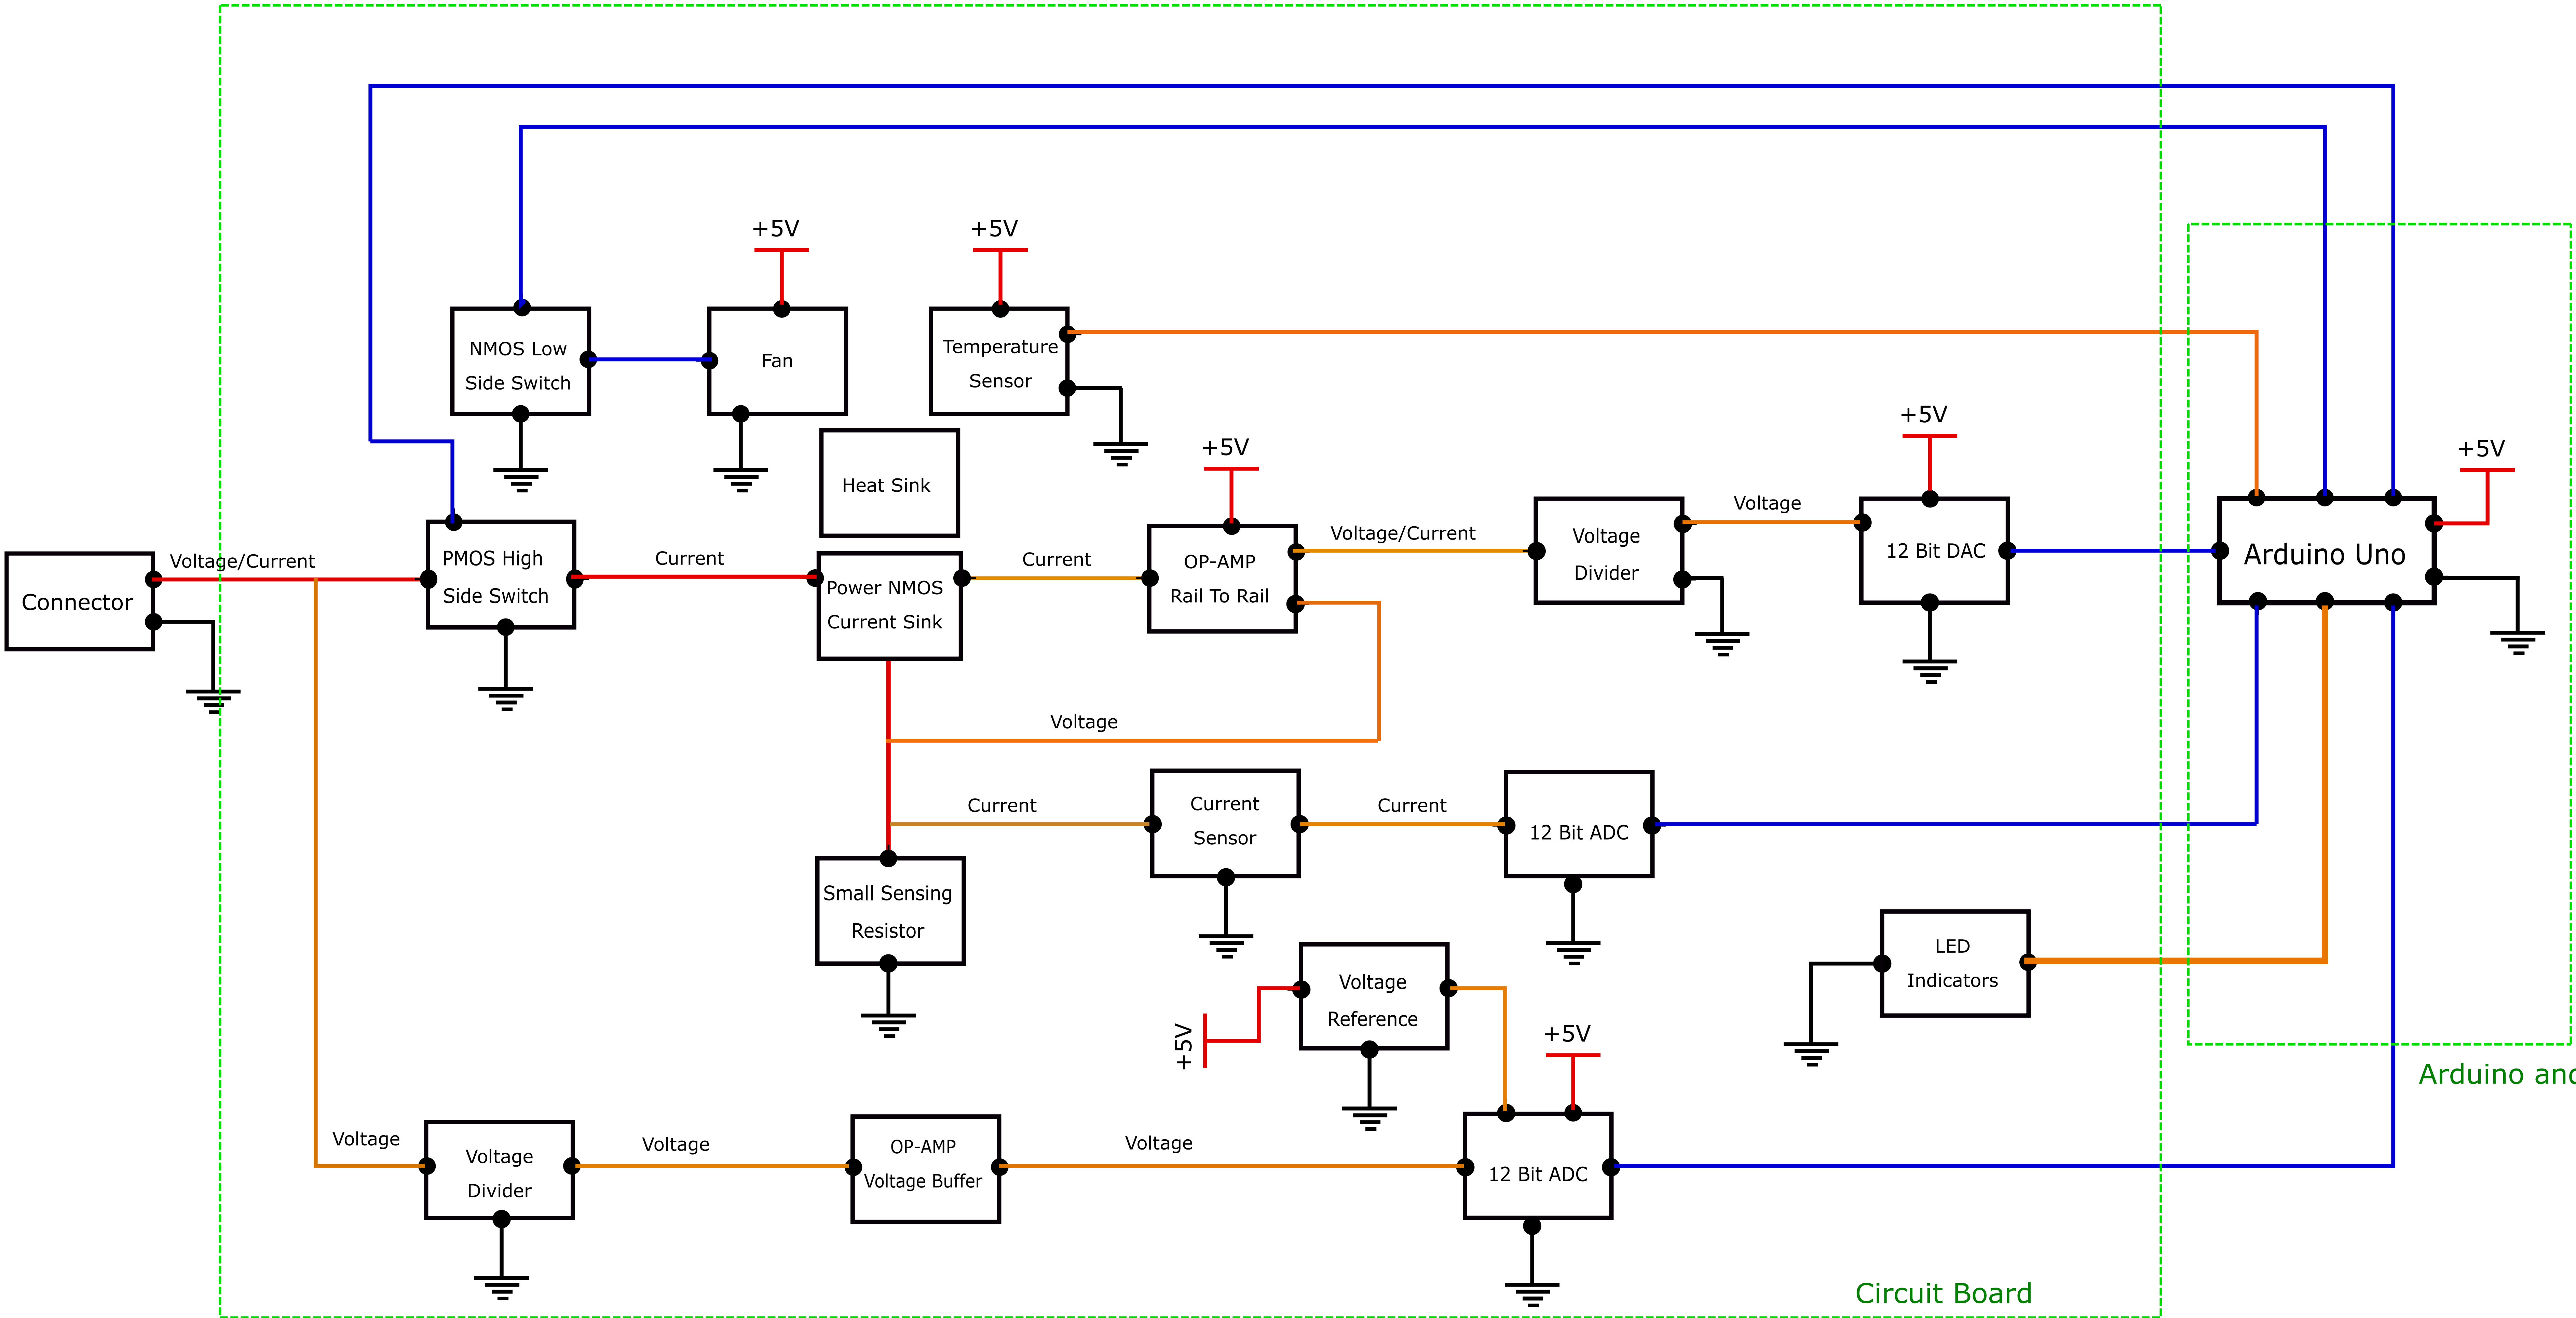 +5V
+5V
NMOS Low
Side Switch
Fan
Temperature
Sensor
+5V
+5V
+5V
Heat Sink
Voltage/Current
PMOS High
Side Switch
Current
Power NMOS
Current Sink
Current
OP-AMP
Rail To Rail
Voltage/Current
Voltage
Divider
Voltage
12 Bit DAC
Arduino Uno
Connector
Voltage
Current
Current
Sensor
Current
12 Bit ADC
Small Sensing
Resistor
LED
Indicators
Voltage
Reference
+5V
+5V
Arduino and
Voltage
Voltage
Divider
Voltage
OP-AMP
Voltage Buffer
Voltage
12 Bit ADC
Circuit Board